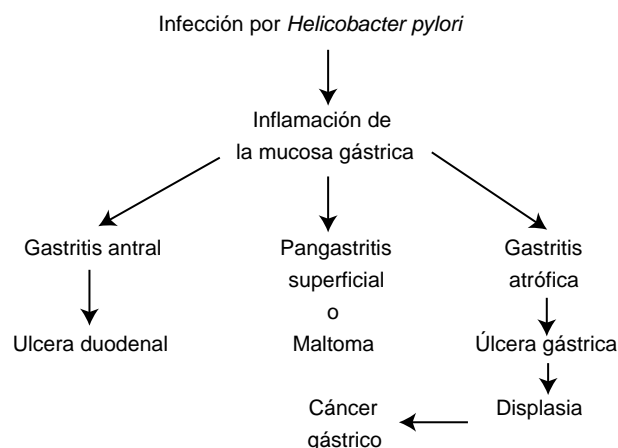 Infección por Helicobacter pylori
Inflamación de
la mucosa gástrica
Gastritis antral
Ulcera duodenal
Pangastritis
superficial
o
Maltoma
Gastritis
atrófica
Úlcera gástrica
Displasia
Cáncer
gástrico